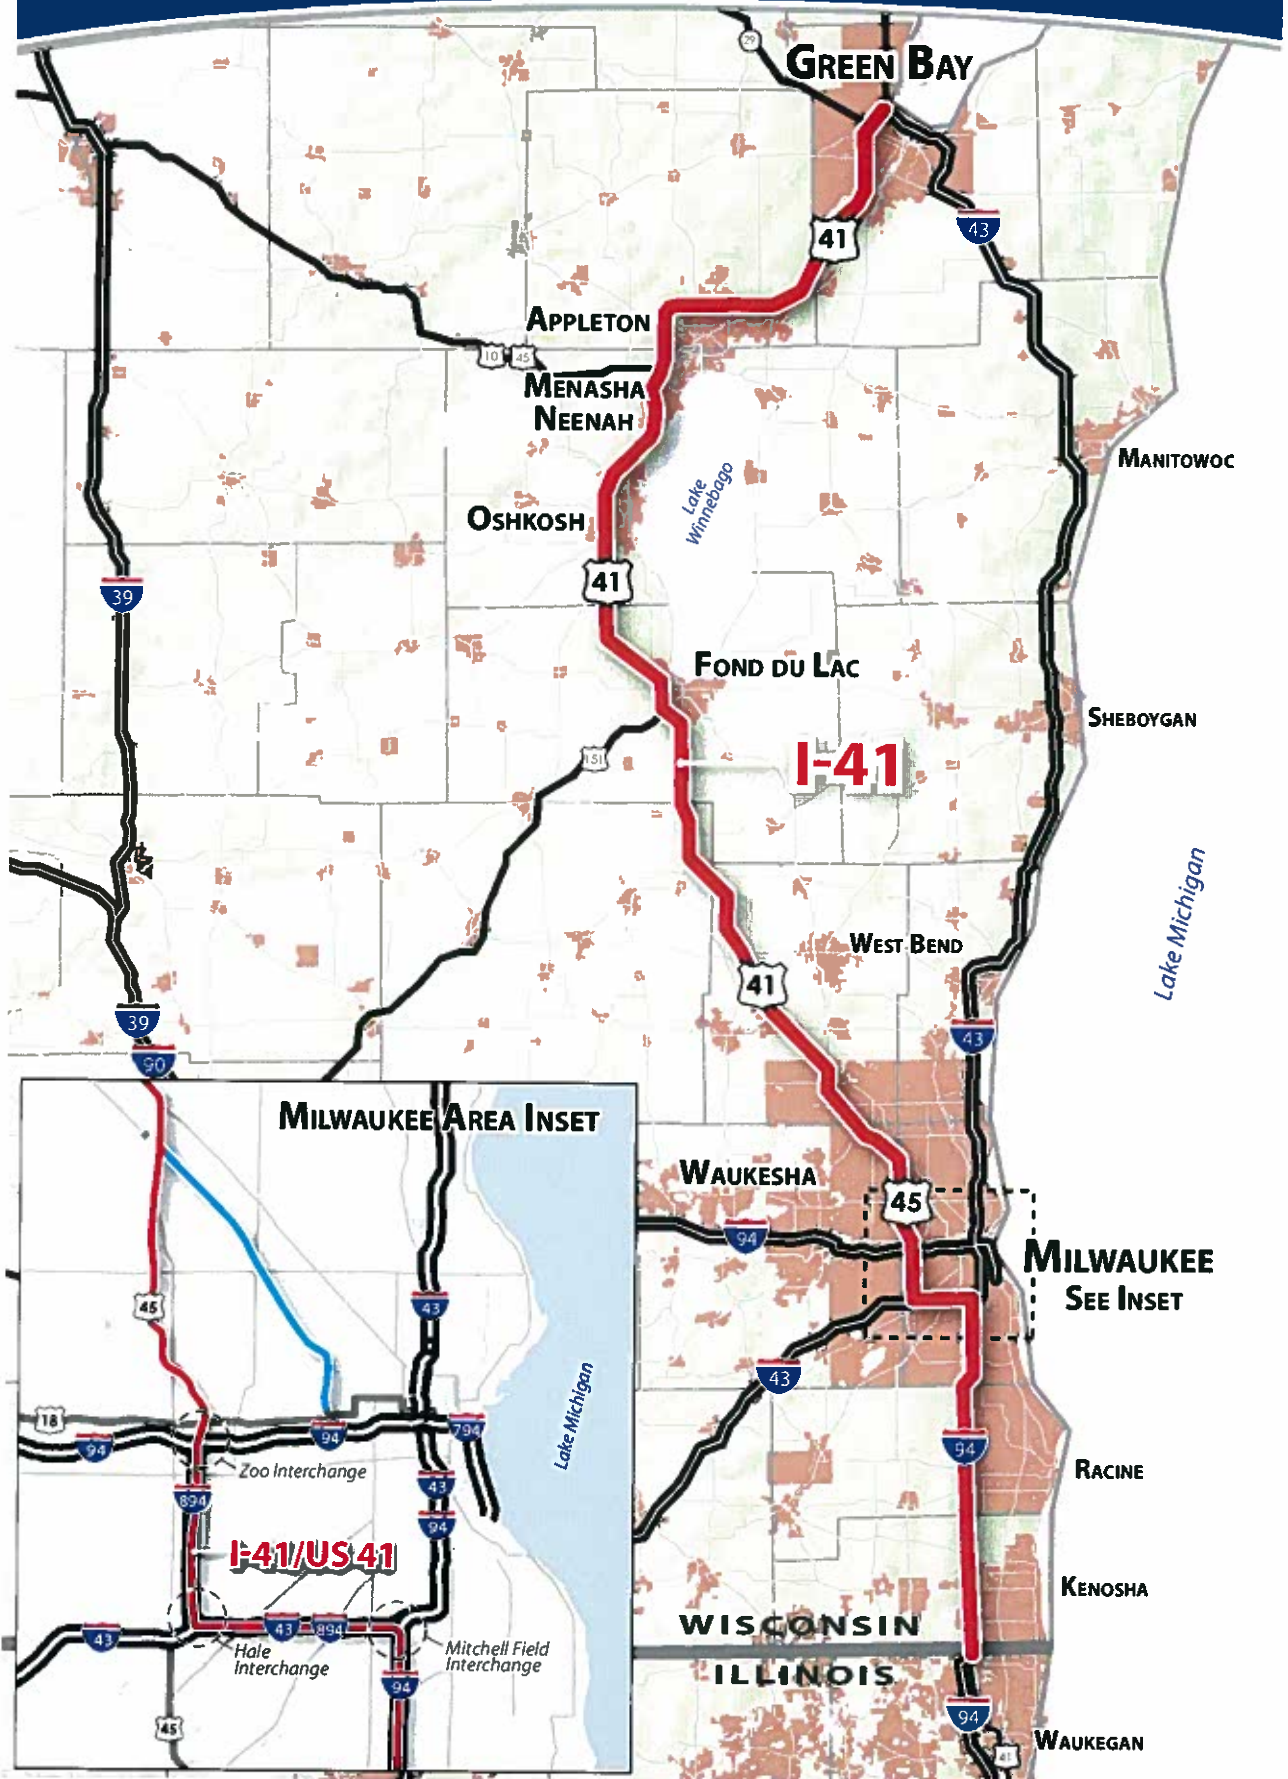 29
GREEN BAY
41
43
APPLETON
10 45
MENASHA
NEENAH
MANITOWOC
Lake
Winnebago
OSHKOSH
41
39
FOND DU LAC
SHEBOYGAN
151
I-41
Lake Michigan
WEST BEND
41
39
43
90
MILWAUKEE AREA INSET
WAUKESHA
45
94
MILWAUKEE
SEE INSET
45
43
Lake Michigan
43
18
94
94
794
Zoo Interchange
94
RACINE
43
894
94
I-41/US 41
KENOSHA
WISCONSIN
43
43
894
Hale
Interchange
Mitchell Field
Interchange
ILLINOIS
94
94
45
WAUKEGAN
41